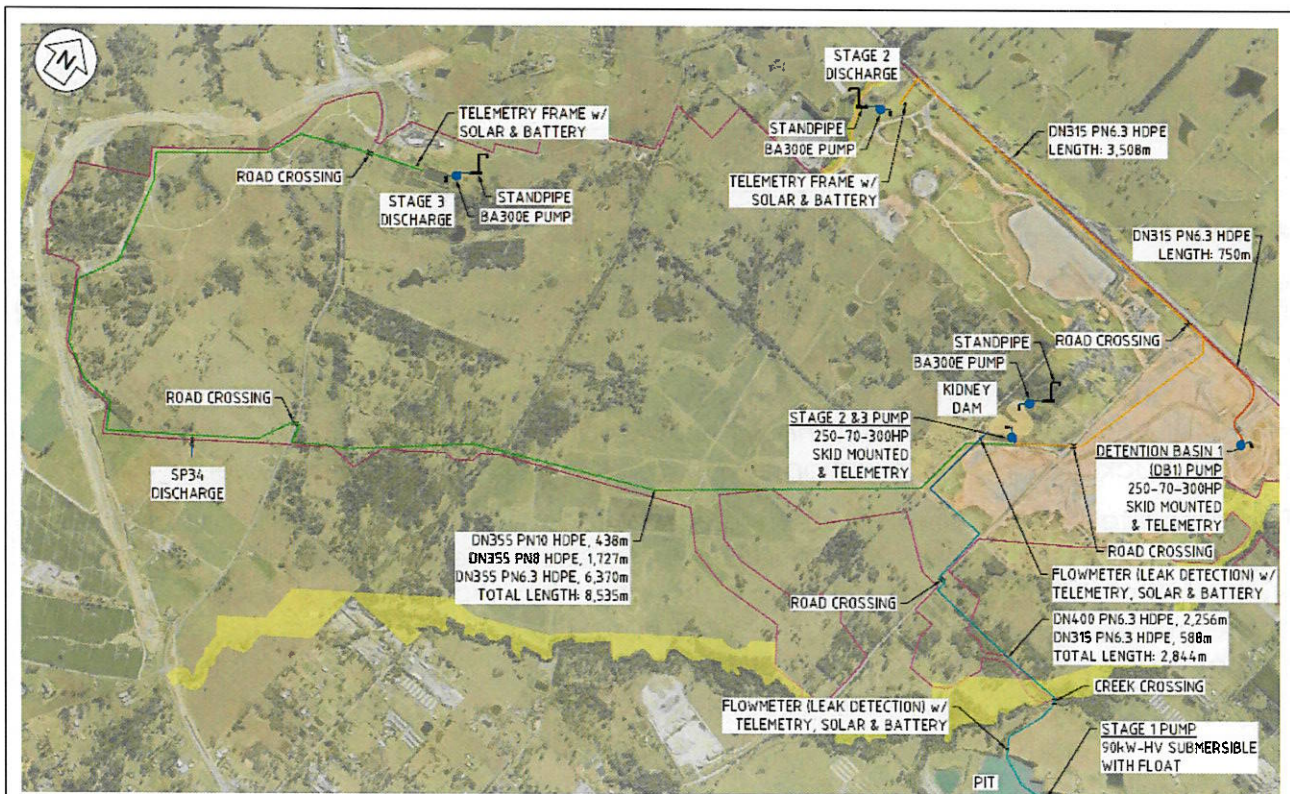 N
STAGE 2
DISCHARGE
TELEMETRY FRAME w/
SOLAR & BATTERY
STANDPIPE
BA300E PUMP
DN315 PN6.3 HDPE
LENGTH: 3,508m
ROAD CROSSING
TELEMETRY FRAME w/
SOLAR & BATTERY
STAGE 3
DISCHARGE
STANDPIPE
BA300E PUMP
DN315 PN6.3 HDPE
LENGTH: 750m
STANDPIPE
ROAD CROSSING
BA300E PUMP
KIDNEY
DAM
ROAD CROSSING
STAGE 2 &3 PUMP
250-70-300HP
SKID MOUNTED
& TELEMETRY
DETENTION BASIN 1
(DB1) PUMP
250-70-300HP
SKID MOUNTED
& TELEMETRY
SP34
DISCHARGE
DN355 PN10 HDPE, 438m
DN355 PN8 HDPE, 1,727m
DN355 PN6.3 HDPE, 6,370m
TOTAL LENGTH: 8,535m
ROAD CROSSING
FLOWMETER (LEAK DETECTION) w/
TELEMETRY, SOLAR & BATTERY
ROAD CROSSING
DN400 PN6.3 HDPE, 2,256m
DN315 PN6.3 HDPE, 588m
TOTAL LENGTH: 2,844m
CREEK CROSSING
FLOWMETER (LEAK DETECTION) w/
TELEMETRY, SOLAR & BATTERY
STAGE 1 PUMP
90kW-HV SUBMERSIBLE
WITH FLOAT
PIT